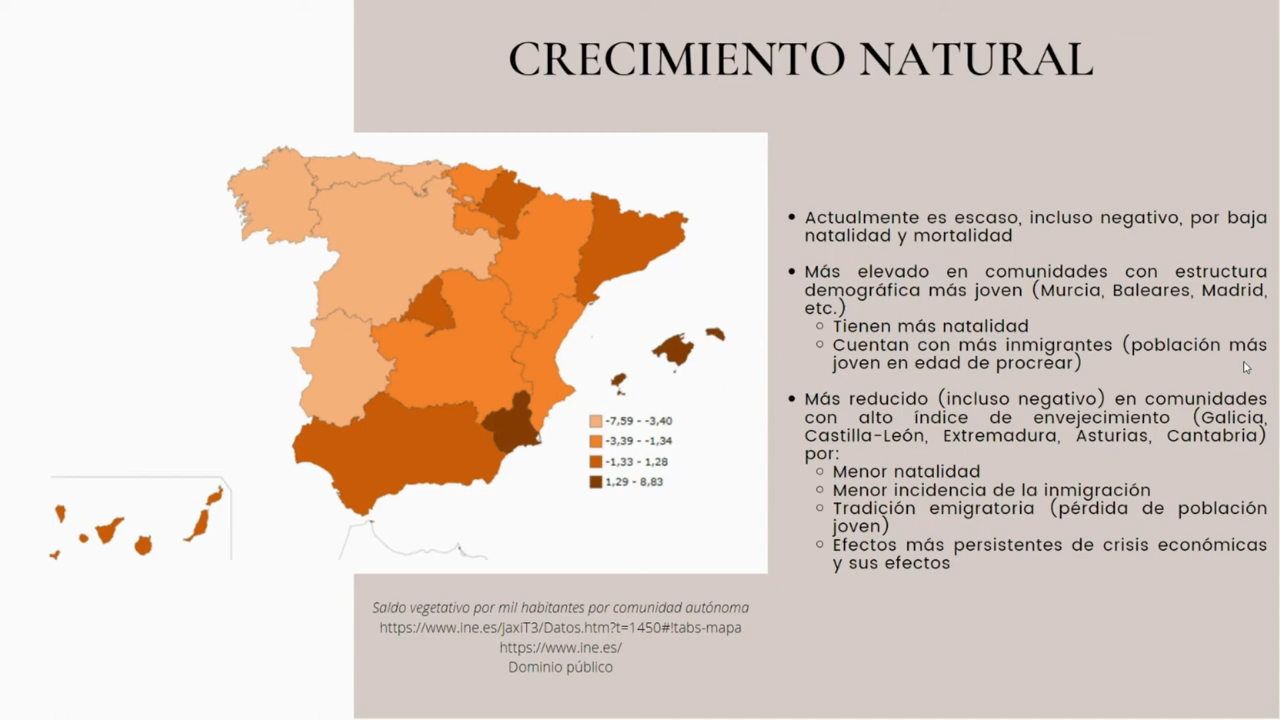 CRECIMIENTO NATURAL
-7,59 - -3,40
-3,39 - -1,34
-1,33 - 1,28
1,29 - 8,83
Saldo vegetativo por mil habitantes por comunidad autónoma
https://www.ine.es/jaxiT3/Datos.htm?t=1450#!tabs-mapa
https://www.ine.es/
Dominio público
• Actualmente es escaso, incluso negativo, por baja
natalidad y mortalidad
• Más elevado en comunidades con estructura
demográfica más joven (Murcia, Baleares, Madrid,
etc.)
○ Tienen más natalidad
○ Cuentan con más inmigrantes (población más
joven en edad de procrear)
• Más reducido (incluso negativo) en comunidades
con alto índice de envejecimiento (Galicia,
Castilla-León, Extremadura, Asturias, Cantabria)
por:
○ Menor natalidad
○ Menor incidencia de la inmigración
○ Tradición emigratoria (pérdida de población
joven)
○ Efectos más persistentes de crisis económicas
y sus efectos